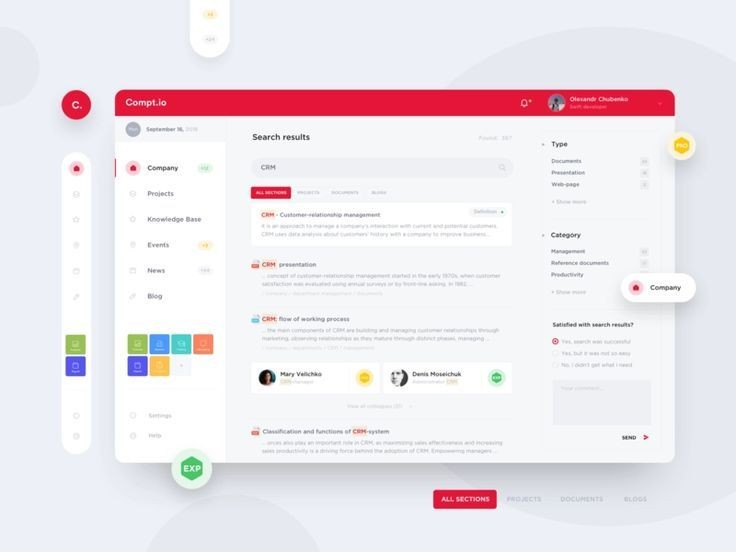 +3
+24
C.
Compt.io
Olexandr Chubenko
Swift, developer
September 16, 2018
Company
+12
Projects
Knowledge Base
Events
+3
News
+24
Blog
Settings
Help
Search results
Found: 357
CRM
ALL SECTIONS
PROJECTS
DOCUMENTS
BLOGS
CRM - Customer-relationship management
Definition
It is an approach to manage a company's interaction with current and potential customers.
CRM uses data analysis about customers' history with a company to improve business...
CRM presentation
... concept of customer-relationship management started in the early 1970s, when customer
satisfaction was evaluated using annual surveys or by front-line asking. In 1982, ...
/ company / department management / documents
CRM: flow of working process
... the main components of CRM are building and managing customer relationships through
marketing, observing relationships as they mature through distinct phases, managing ...
/ company / departments / CRM / management
Mary Velichko
CRM manager
PRO
Denis Moseichuk
Administrator CRM
EXP
View all colleagues (37)
Classification and functions of CRM-system
... orces also play an important role in CRM, as maximizing sales effectiveness and increasing
sales productivity is a driving force behind the adoption of CRM. Empowering managers ...
Type
Documents
Presentation
Web-page
+ Show more
Category
Management
Reference documents
Productivity
+ Show more
Satisfied with search results?
Yes, search was successful
Yes, but it was not so easy
No, I didn't get what I need
Your comment...
SEND
PRO
Company
EXP
ALL SECTIONS
PROJECTS
DOCUMENTS
BLOGS